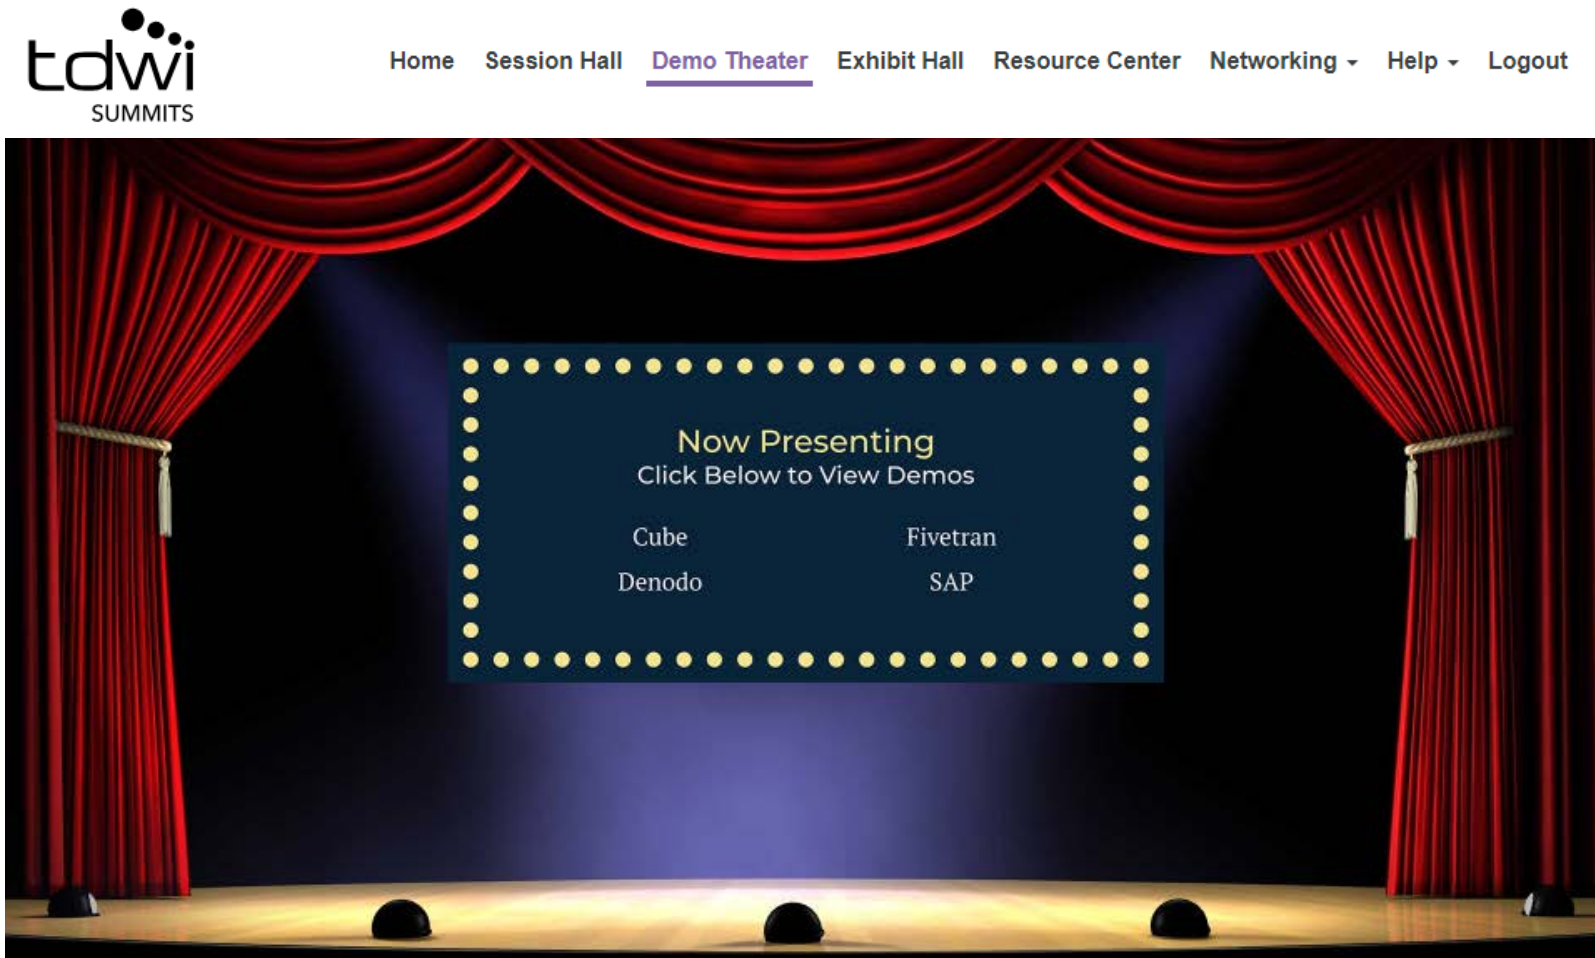 tdwi
SUMMITS
Home Session Hall Demo Theater Exhibit Hall Resource Center Networking Help Logout
Now Presenting
Click Below to View Demos
Cube Fivetran
Denodo SAP